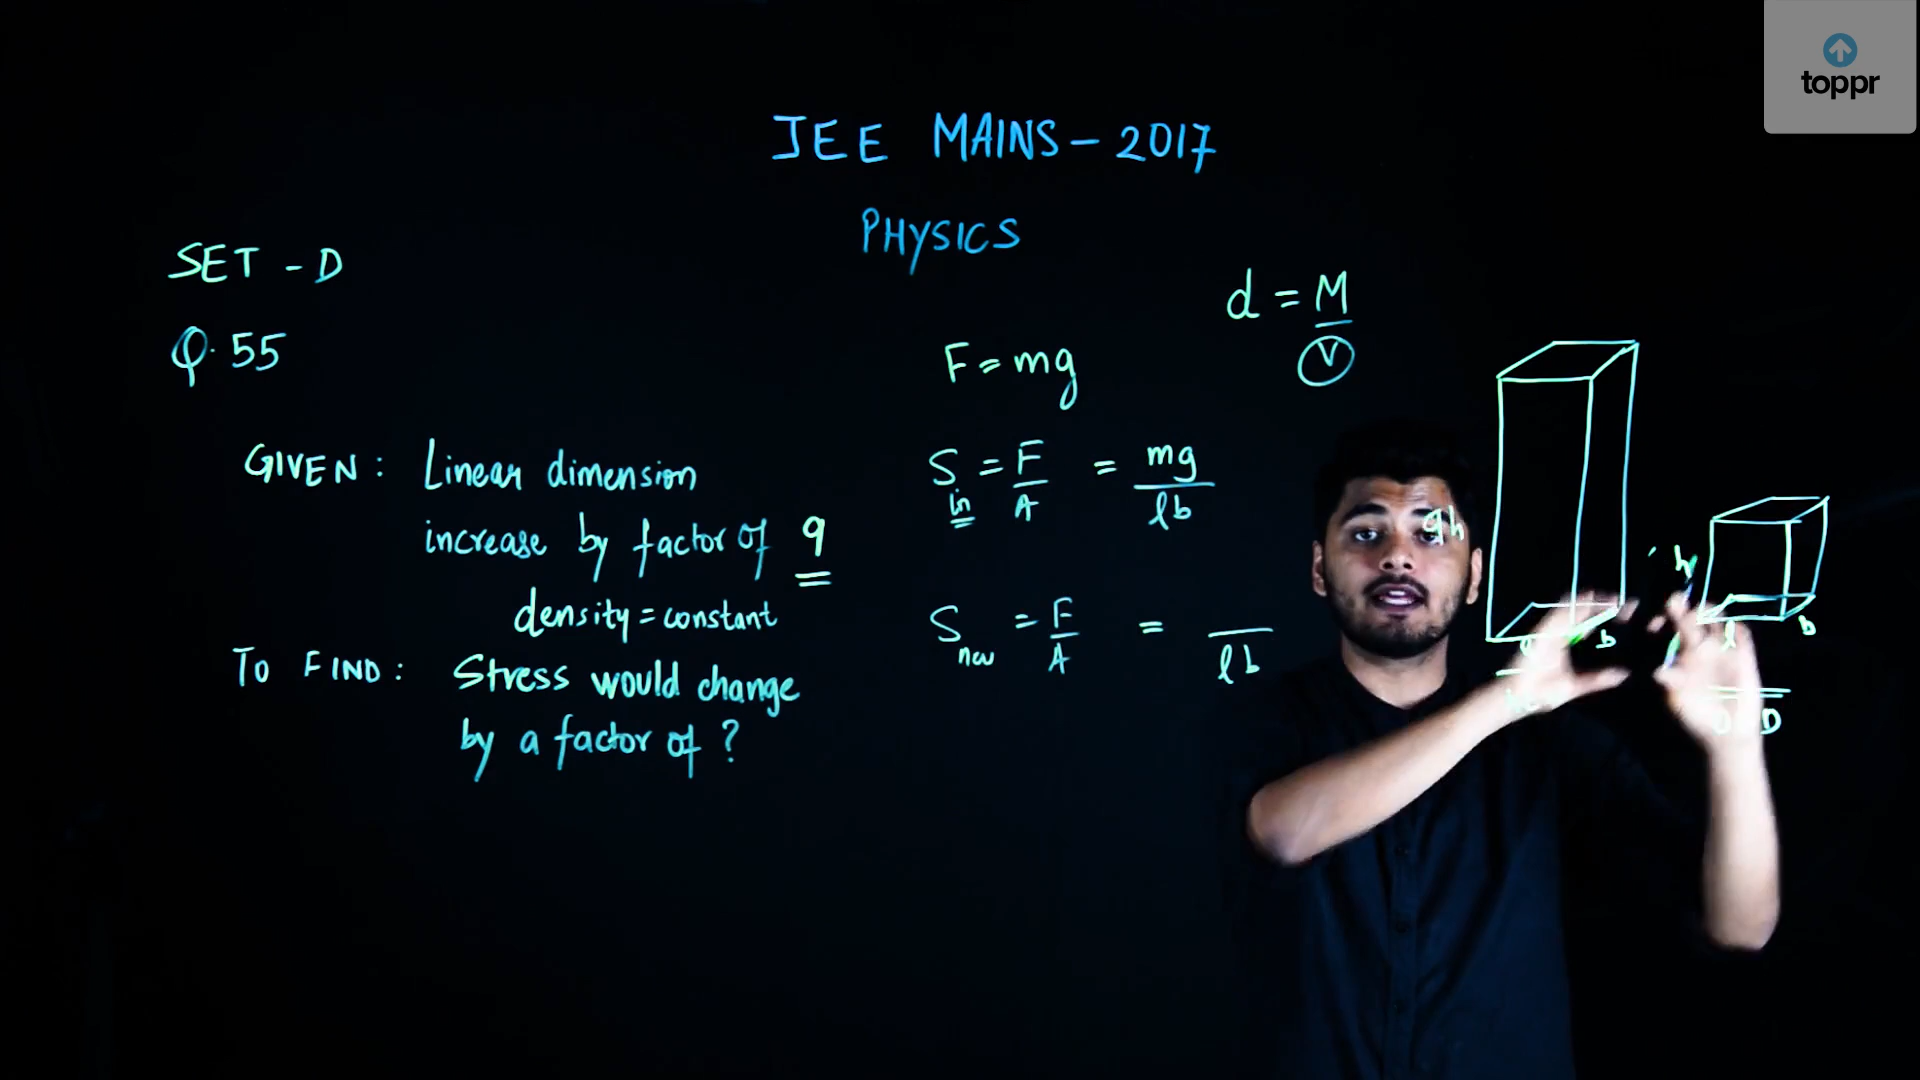 toppr
JEE MAINS - 2017
PHYSICS
SET - D
Q. 55
d = M
V
F = mg
GIVEN : Linear dimension
increase by factor of 9
density = constant
TO FIND : Stress would change
by a factor of ?
S in = F / A = mg / lb
S new = F / A = / lb
9h
b
h
l
b
D